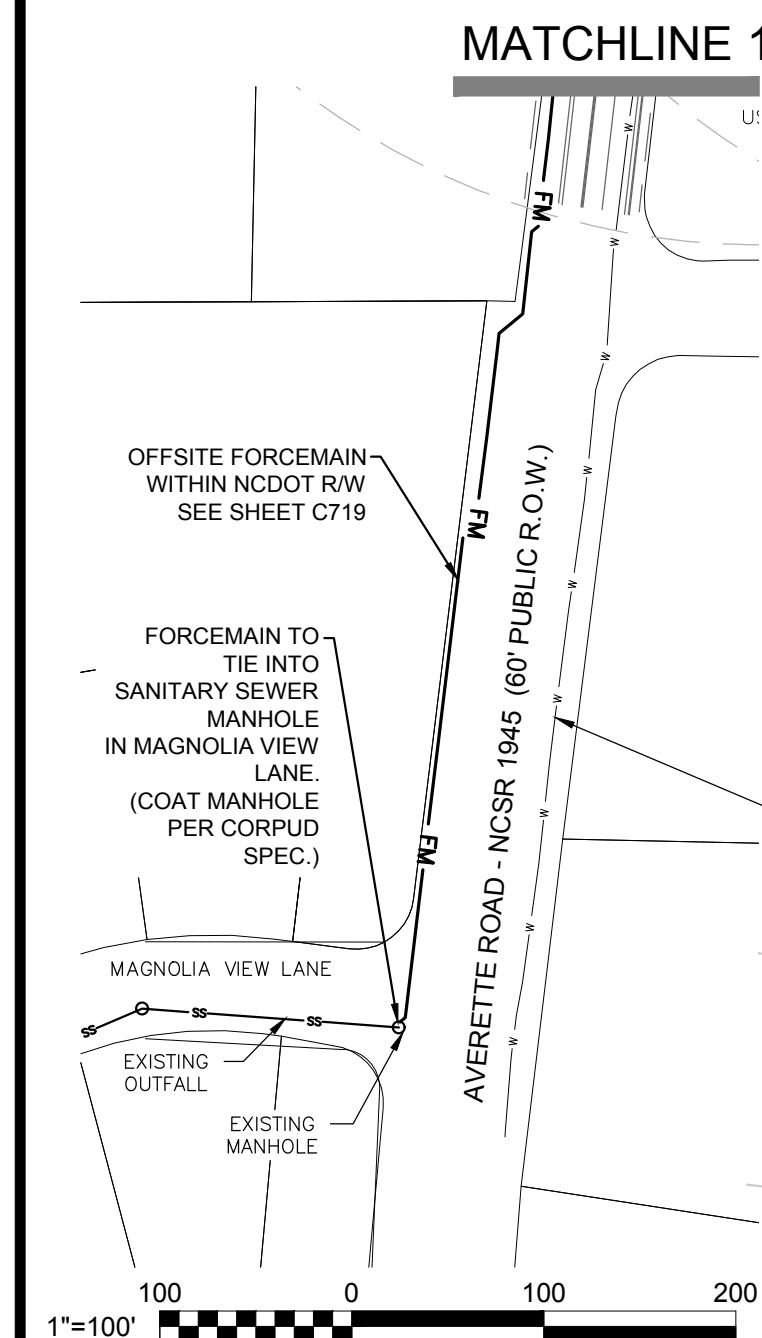 MATCHLINE 1
FM
W
W
W
OFFSITE FORCEMAIN
WITHIN NCDOT R/W
SEE SHEET C719
W
FM
W
FORCEMAIN TO
TIE INTO
SANITARY SEWER
MANHOLE
IN MAGNOLIA VIEW
LANE.
(COAT MANHOLE
PER CORPUD
SPEC.)
AVERETTE ROAD - NCSR 1945 (60' PUBLIC R.O.W.)
W
W
FM
W
MAGNOLIA VIEW LANE
SS
SS
SS
W
EXISTING
OUTFALL
EXISTING
MANHOLE
100 0 100 200
1"=100'